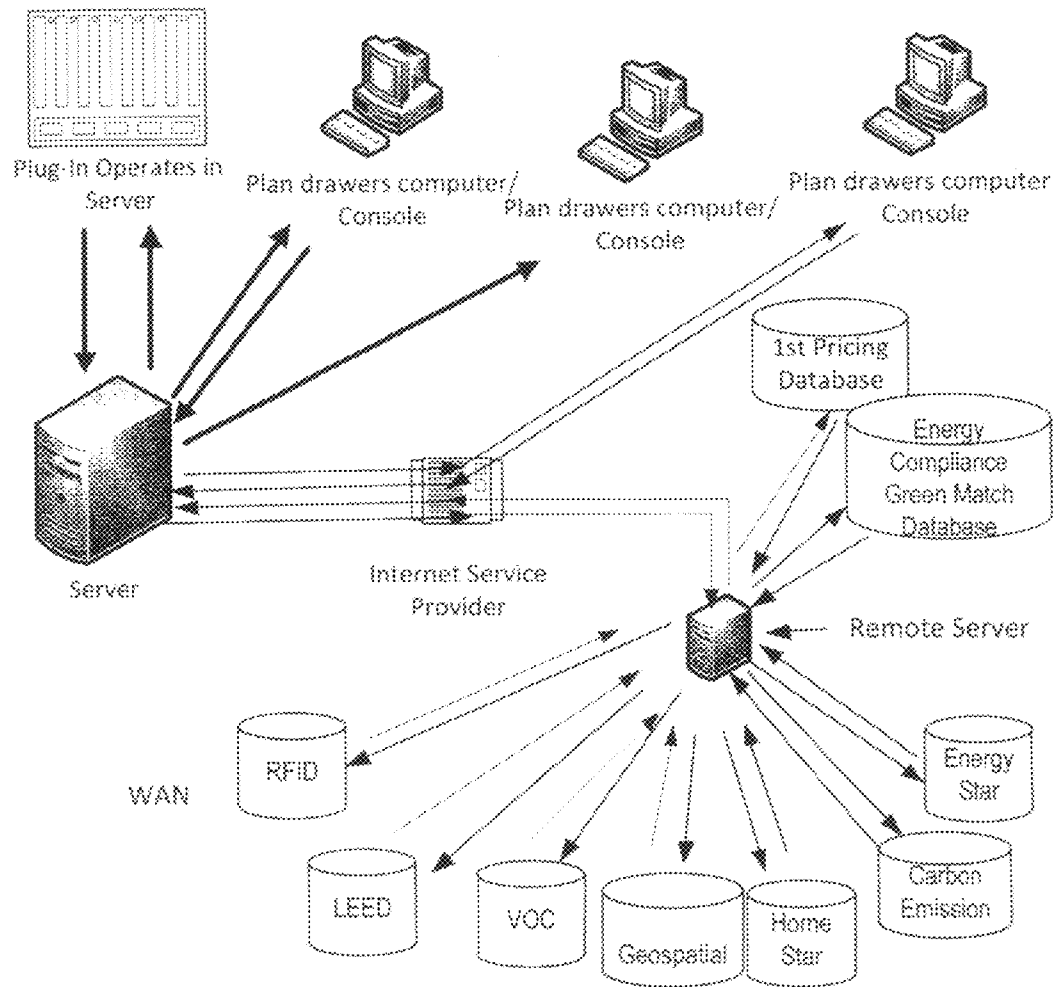 Plug-In Operates in
Server
Plan drawers computer/
Console
Plan drawers computer/
Console
Plan drawers computer
Console
1st Pricing
Database
Energy
Compliance
Green Match
Database
Server
Internet Service
Provider
Remote Server
WAN
RFID
LEED
VOC
Geospatial
Home
Star
Carbon
Emission
Energy
Star